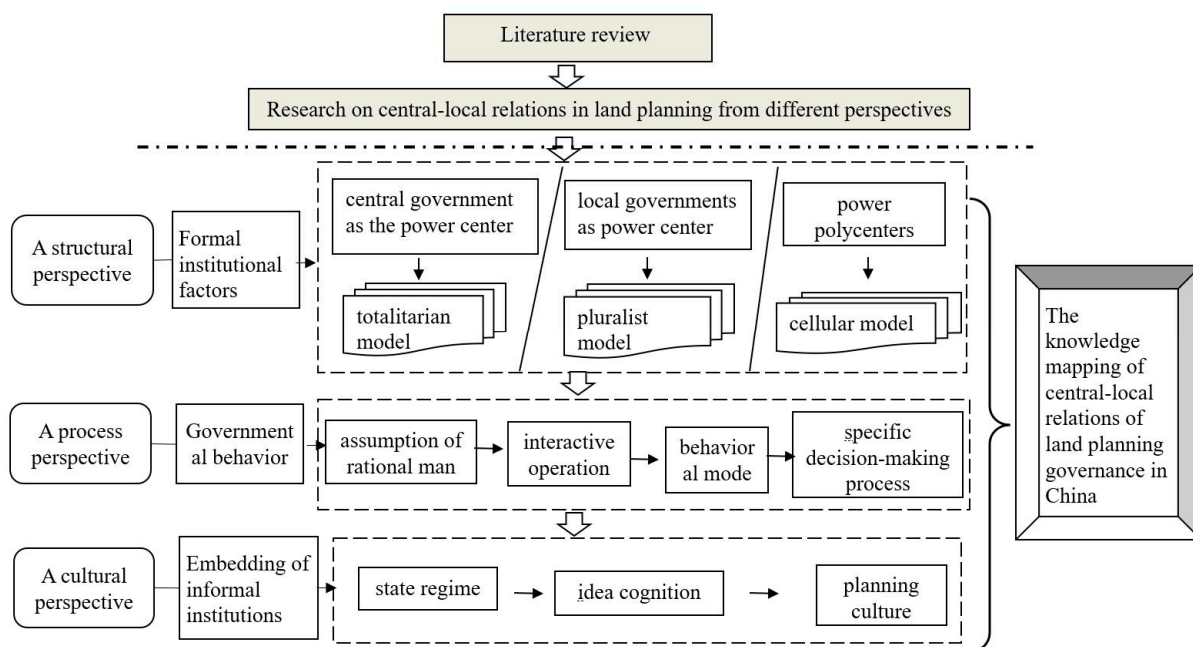 Literature review
Research on central-local relations in land planning from different perspectives
A structural
perspective
Formal
institutional
factors
central government
as the power center
local governments
as power center
power
polycenters
totalitarian
model
pluralist
model
cellular model
A process
perspective
Government
al behavior
assumption of
rational man
interactive
operation
behavior
al mode
specific
decision-making
process
A cultural
perspective
Embedding of
informal
institutions
state regime
idea cognition
planning
culture
The
knowledge
mapping of
central-local
relations of
land planning
governance in
China